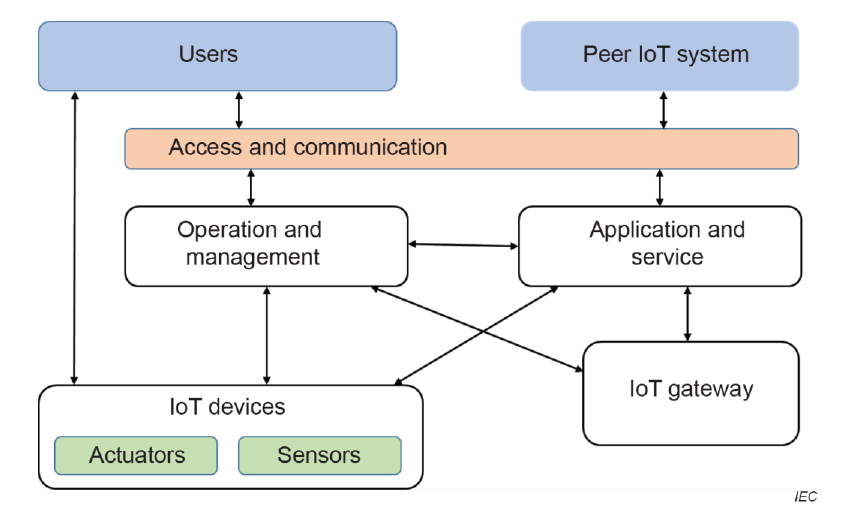 Users
Peer IoT system
Access and communication
Operation and
management
Application and
service
IoT devices
IoT gateway
Actuators
Sensors
IEC